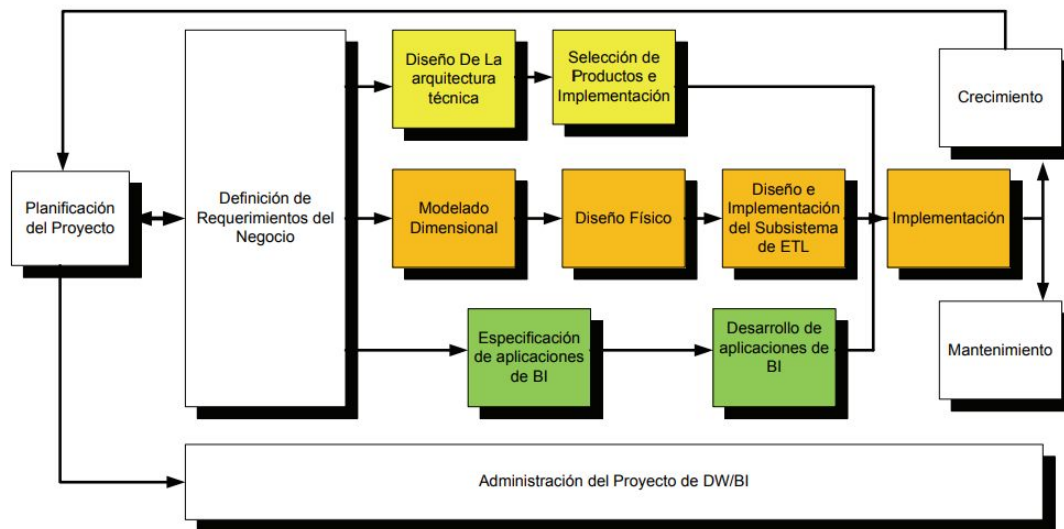 Diseño De La
arquitectura
técnica
Selección de
Productos e
Implementación
Crecimiento
Planificación
del Proyecto
Definición de
Requerimientos del
Negocio
Modelado
Dimensional
Diseño Físico
Diseño e
Implementación
del Subsistema
de ETL
Implementación
Especificación
de aplicaciones
de BI
Desarrollo de
aplicaciones de
BI
Mantenimiento
Administración del Proyecto de DW/BI